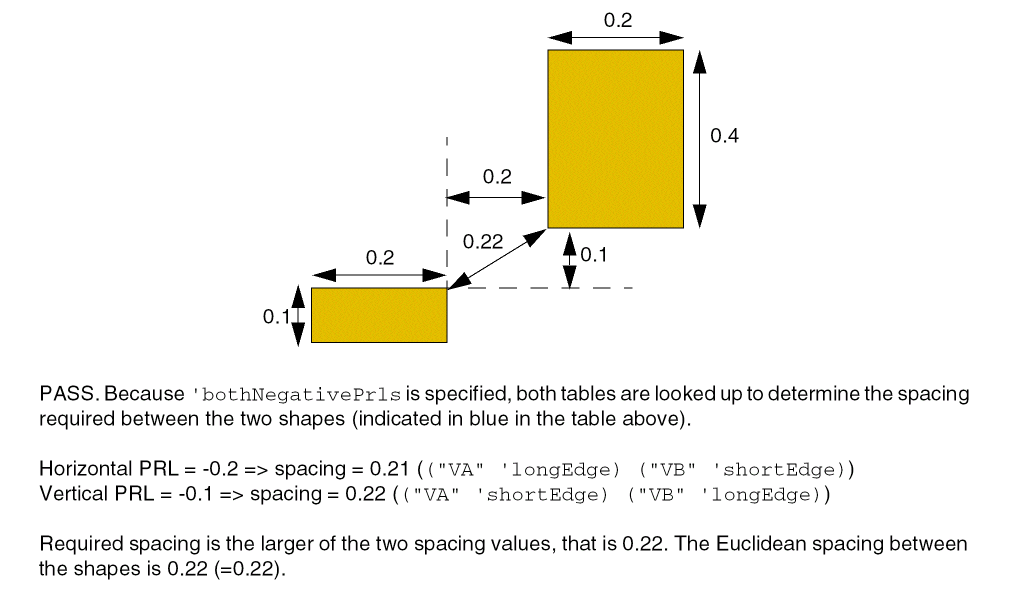 0.2
0.4
0.2
0.22
0.1
0.2
0.1
PASS. Because 'bothNegativePrls is specified, both tables are looked up to determine the spacing
required between the two shapes (indicated in blue in the table above).
Horizontal PRL = -0.2 => spacing = 0.21 (("VA" 'longEdge) ("VB" 'shortEdge))
Vertical PRL = -0.1 => spacing = 0.22 (("VA" 'shortEdge) ("VB" 'longEdge))
Required spacing is the larger of the two spacing values, that is 0.22. The Euclidean spacing between
the shapes is 0.22 (=0.22).